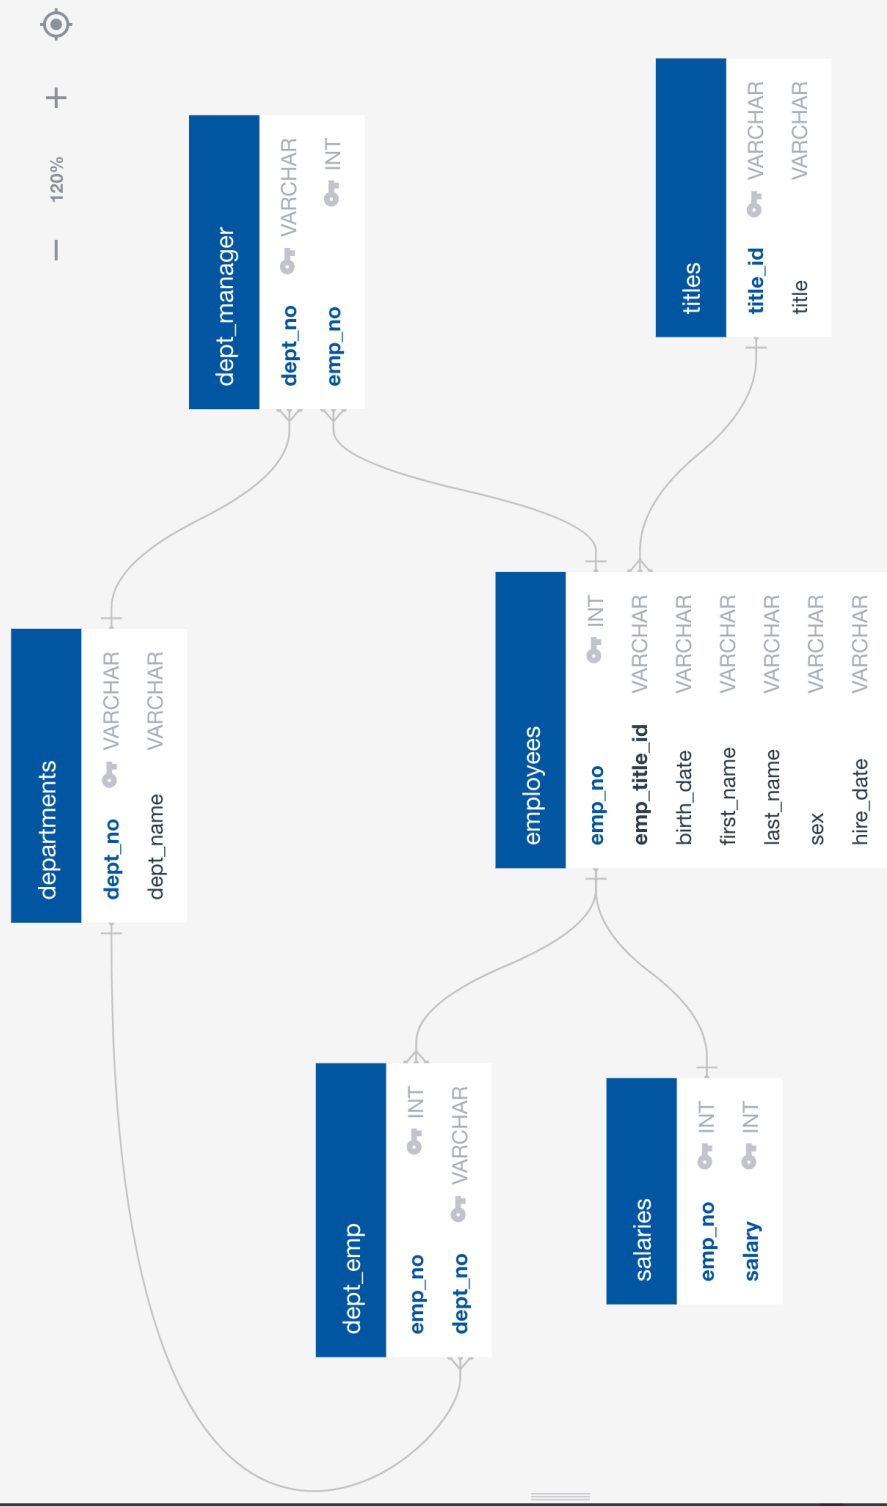 120%
departments
dept_no VARCHAR
dept_name VARCHAR
dept_manager
dept_no VARCHAR
emp_no INT
dept_emp
emp_no INT
dept_no VARCHAR
employees
emp_no INT
emp_title_id VARCHAR
birth_date VARCHAR
first_name VARCHAR
last_name VARCHAR
sex VARCHAR
hire_date VARCHAR
salaries
emp_no INT
salary INT
titles
title_id VARCHAR
title VARCHAR